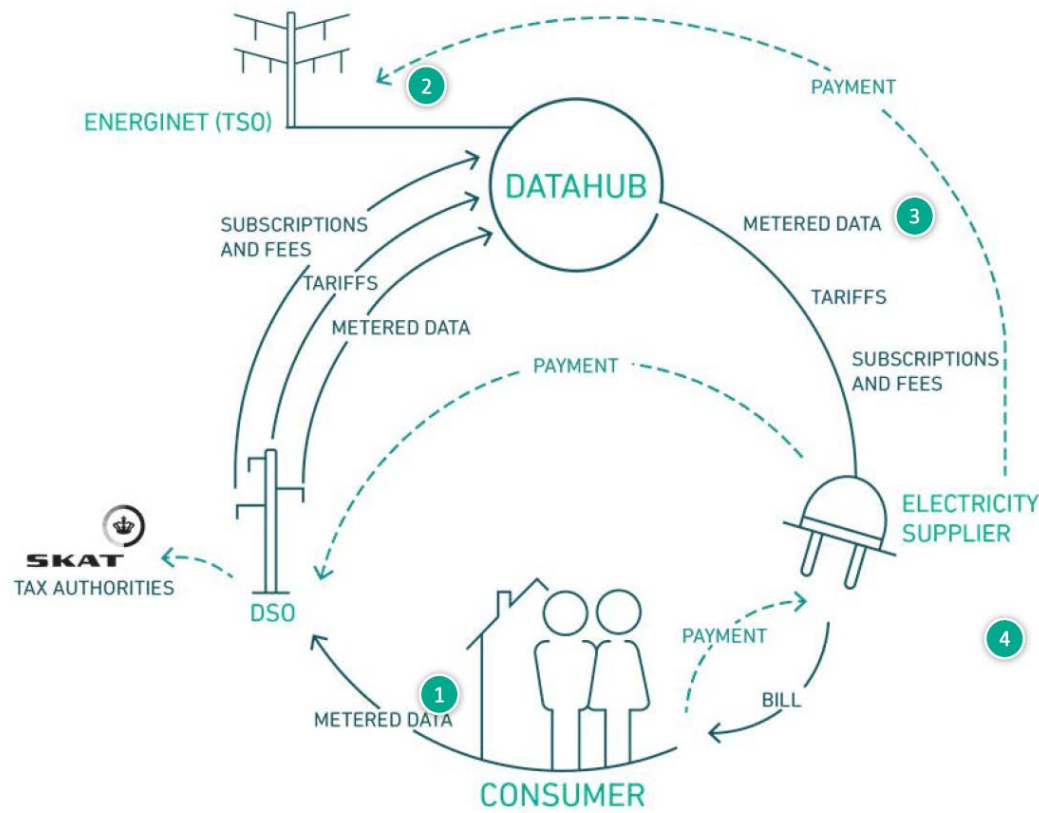 2
PAYMENT
ENERGINET (TSO)
DATAHUB
SUBSCRIPTIONS
AND FEES
METERED DATA
3
TARIFFS
TARIFFS
METERED DATA
PAYMENT
SUBSCRIPTIONS
AND FEES
ELECTRICITY
SUPPLIER
SKAT
TAX AUTHORITIES
DSO
PAYMENT
4
1
METERED DATA
BILL
CONSUMER